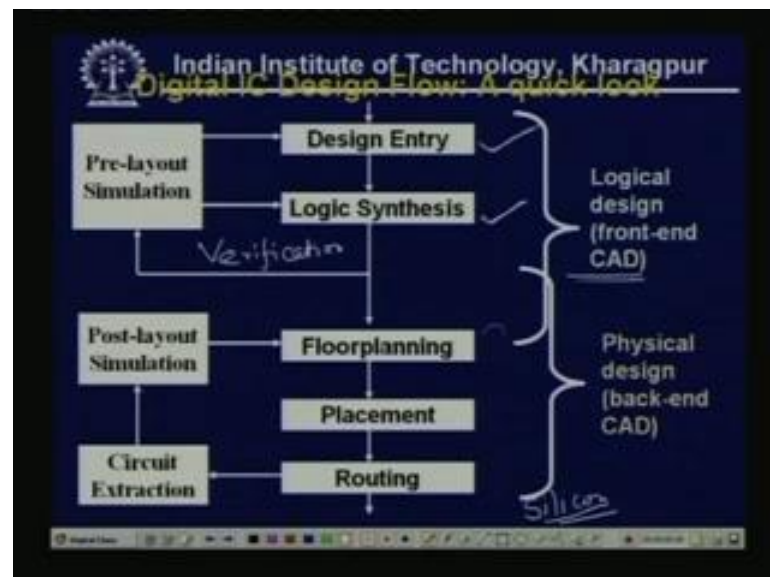 Indian Institute of Technology, Kharagpur
Digital IC Design Flow: A quick look
Design Entry
Pre-layout
Simulation
Logic Synthesis
Verification
Logical
design
(front-end
CAD)
Post-layout
Simulation
Floorplanning
Physical
design
(back-end
CAD)
Placement
Circuit
Extraction
Routing
Silicon